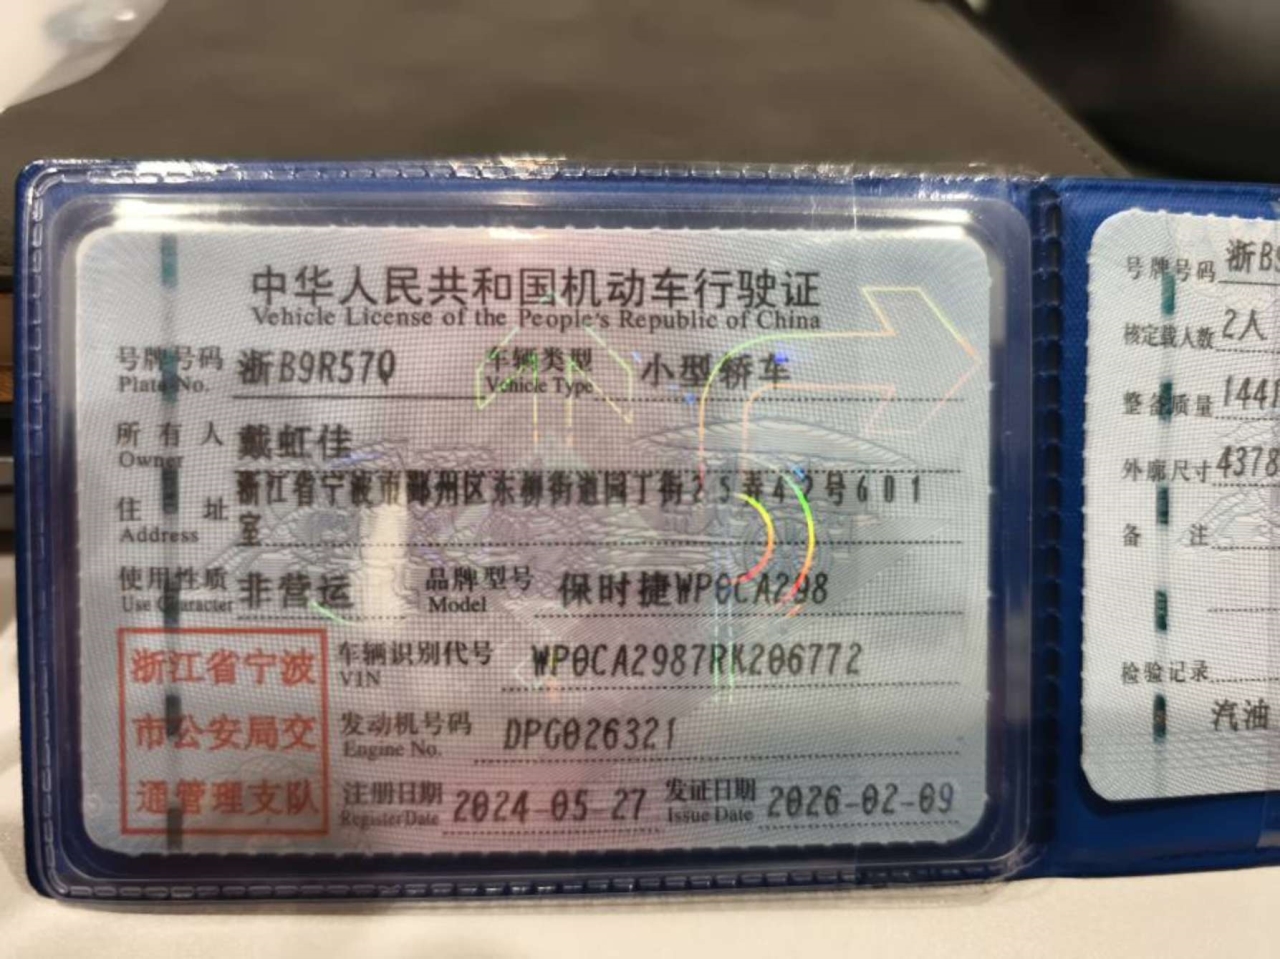 中华人民共和国机动车行驶证
Vehicle License of the People's Republic of China
号牌号码 浙B9R57Q 车辆类型 小型轿车
Plate No. Vehicle Type
所有人 戴虹佳
Owner
住址 浙江省宁波市鄞州区东柳街道园丁街25弄42号601
Address 室
使用性质 非营运 品牌型号 保时捷WP0CA298
Use Character Model
浙江省宁波
市公安局交
通管理支队
车辆识别代号 WP0CA2987RK206772
VIN
发动机号码 DPG026321
Engine No.
注册日期 2024-05-27 发证日期 2026-02-09
Register Date Issue Date
号牌号码 浙B9
核定载人数 2人
整备质量 1441
外廓尺寸 4378
备注
检验记录
汽油